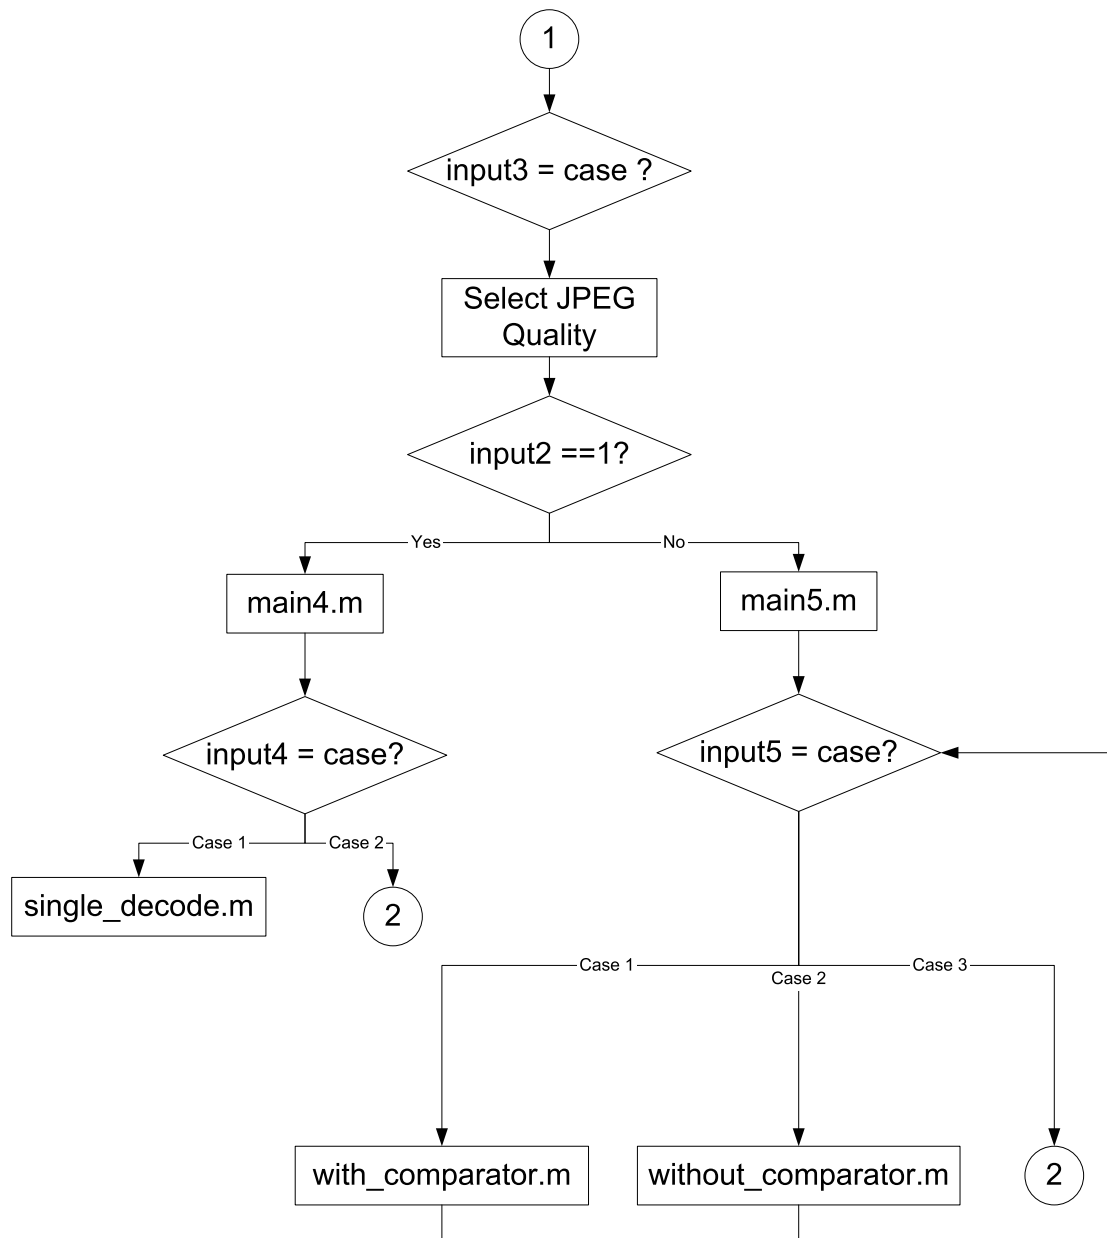 1
input3 = case ?
Select JPEG
Quality
input2 ==1?
Yes
No
main4.m
main5.m
input4 = case?
input5 = case?
Case 1
Case 2
single_decode.m
2
Case 1
Case 2
Case 3
with_comparator.m
without_comparator.m
2